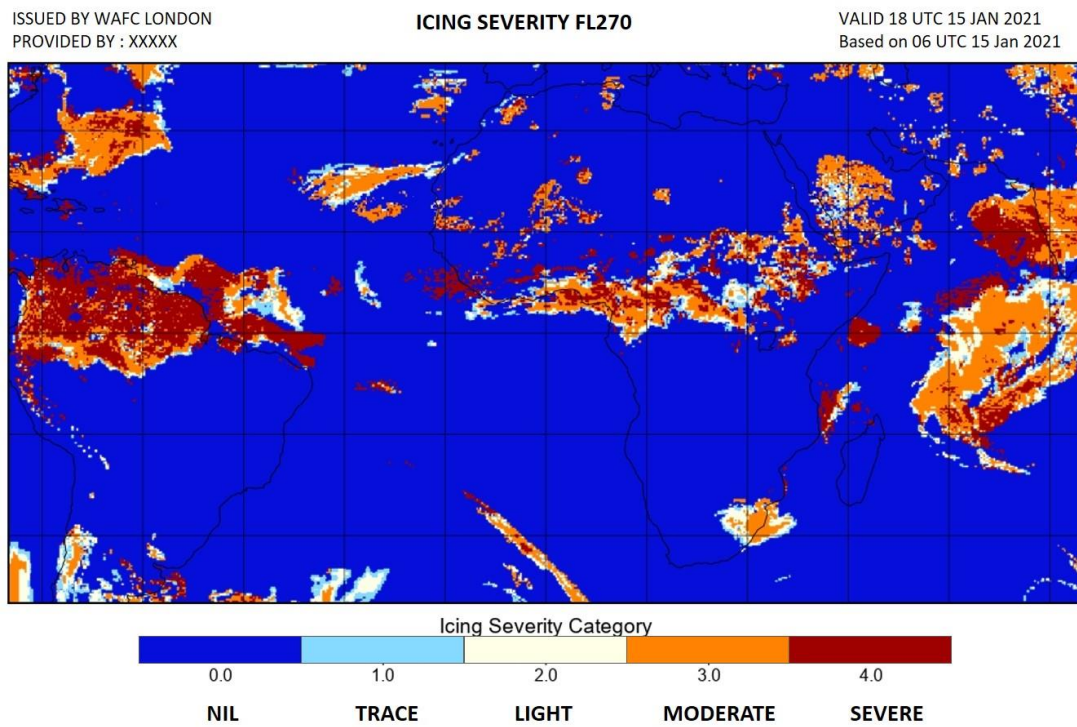 ISSUED BY WAFC LONDON
PROVIDED BY : XXXXX
ICING SEVERITY FL270
VALID 18 UTC 15 JAN 2021
Based on 06 UTC 15 Jan 2021
Icing Severity Category
0.0 1.0 2.0 3.0 4.0
NIL TRACE LIGHT MODERATE SEVERE